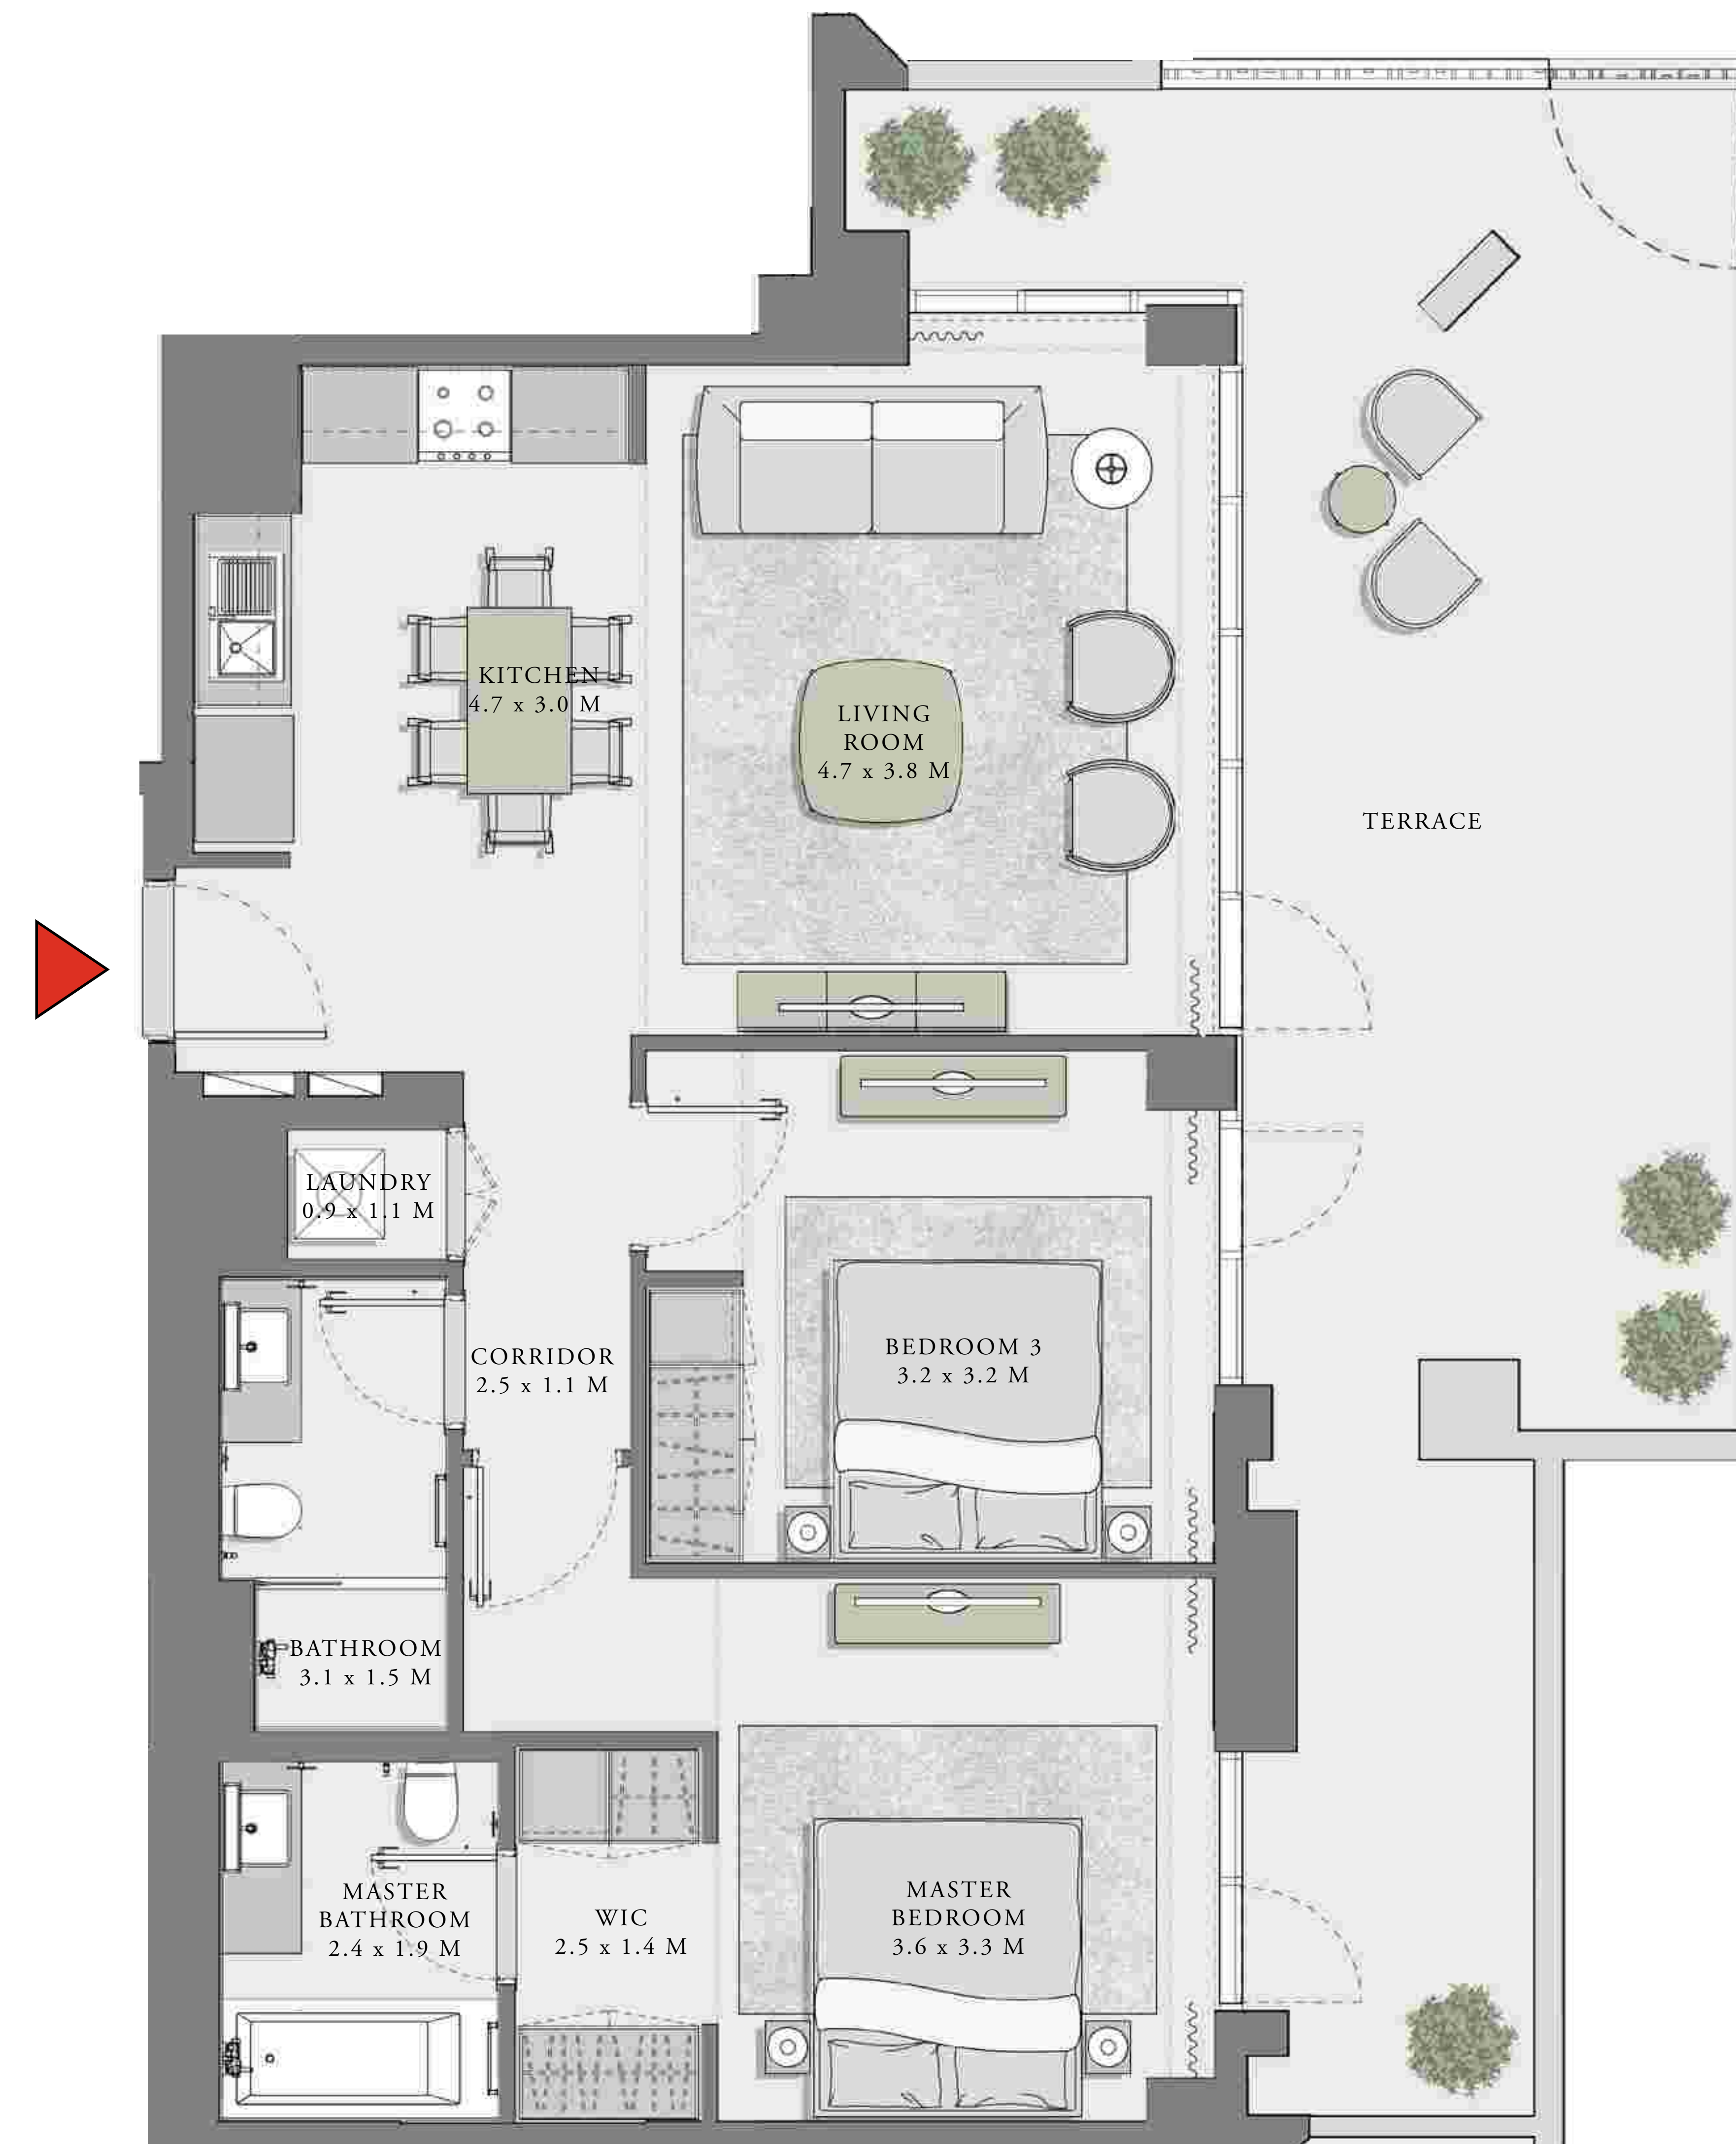 KITCHEN
4.7 x 3.0 M
LIVING
ROOM
4.7 x 3.8 M
TERRACE
LAUNDRY
0.9 x 1.1 M
CORRIDOR
2.5 x 1.1 M
BEDROOM 3
3.2 x 3.2 M
BATHROOM
3.1 x 1.5 M
MASTER
BATHROOM
2.4 x 1.9 M
WIC
2.5 x 1.4 M
MASTER
BEDROOM
3.6 x 3.3 M